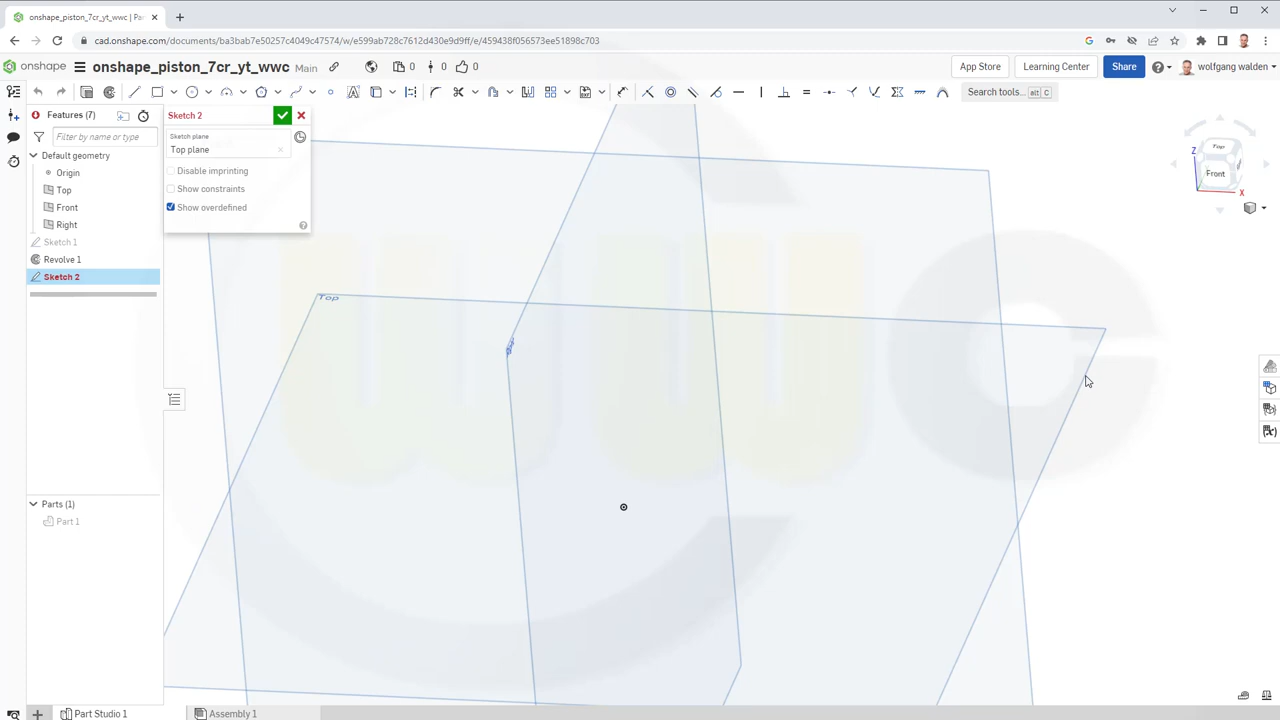 onshape_piston_7cr_yt_wwc | Par
cad.onshape.com/documents/ba3bab7e50257c4049c47574/w/e599ab728c7612d430e9d9ff/e/459438f056573ee51898c703
onshape onshape_piston_7cr_yt_wwc Main 0 0 0 App Store Learning Center Share wolfgang walden
Search tools... alt C
Features (7)
Filter by name or type
Default geometry
Origin
Top
Front
Right
Sketch 1
Revolve 1
Sketch 2
Sketch 2
Sketch plane
Top plane
Disable imprinting
Show constraints
Show overdefined
Top
Top
Z
Front
X
Parts (1)
Part 1
Part Studio 1
Assembly 1